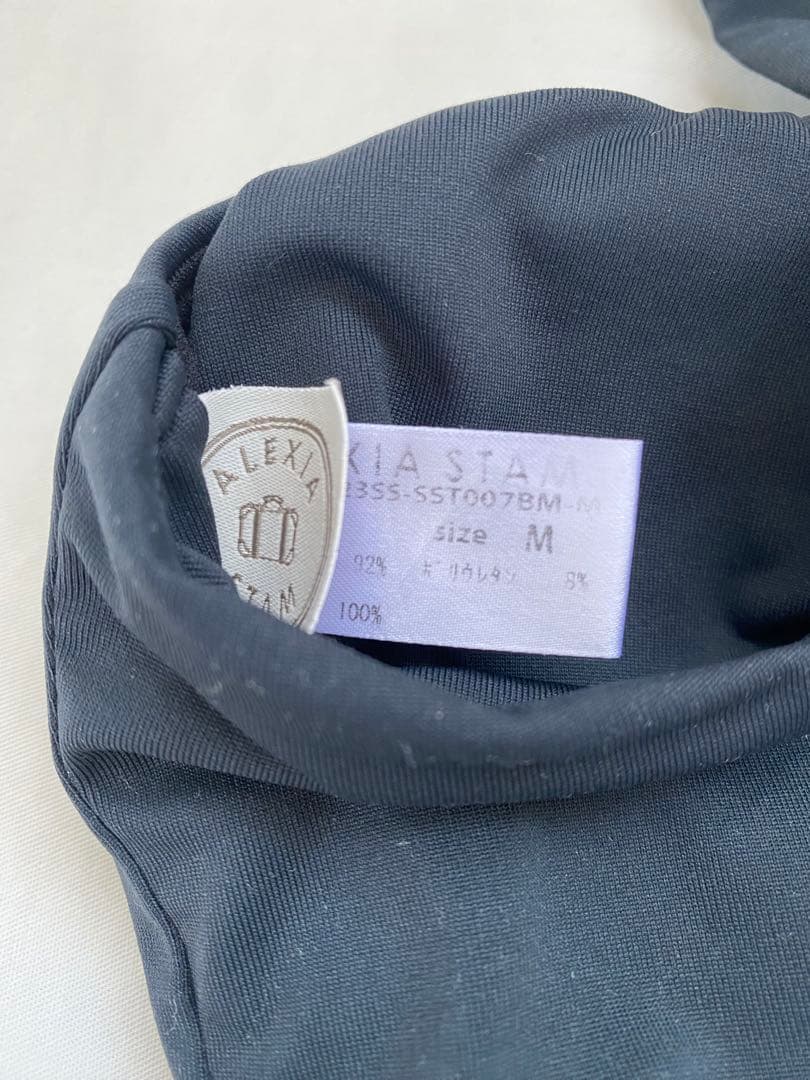 ALEXIA
STAM
XIA STAM
23SS-SST007BM-M
size M
92% ポリウレタン 8%
100%